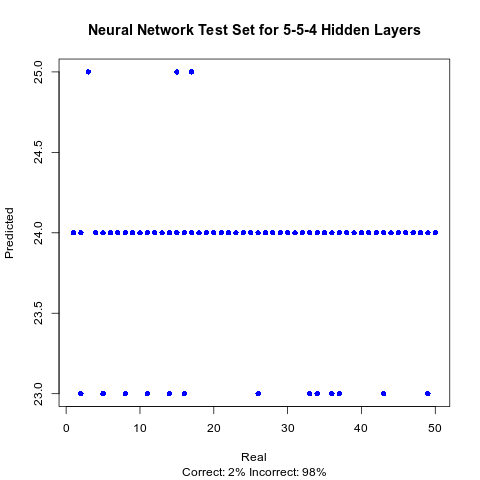 Neural Network Test Set for 5-5-4 Hidden Layers
25.0
24.5
24.0
23.5
23.0
Predicted
0 10 20 30 40 50
Real
Correct: 2% Incorrect: 98%